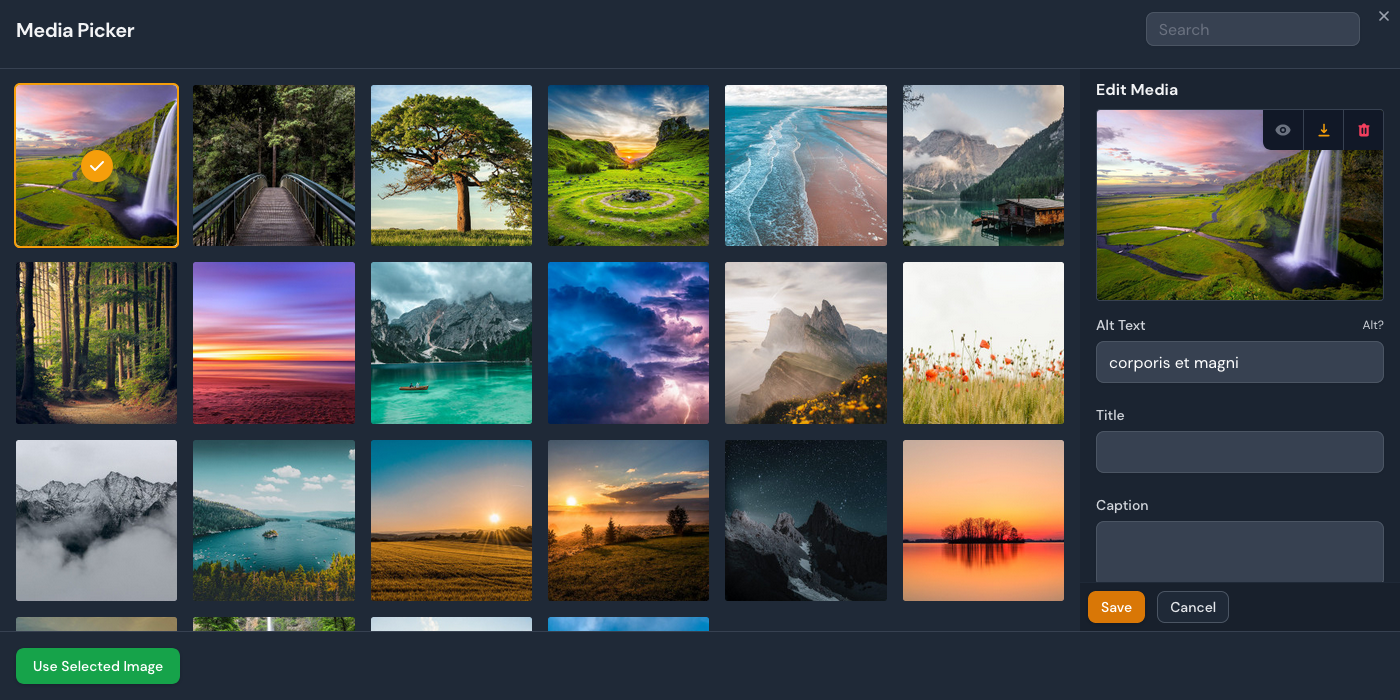 Media Picker
Search
Edit Media
Alt Text
Alt?
corporis et magni
Title
Caption
Save
Cancel
Use Selected Image